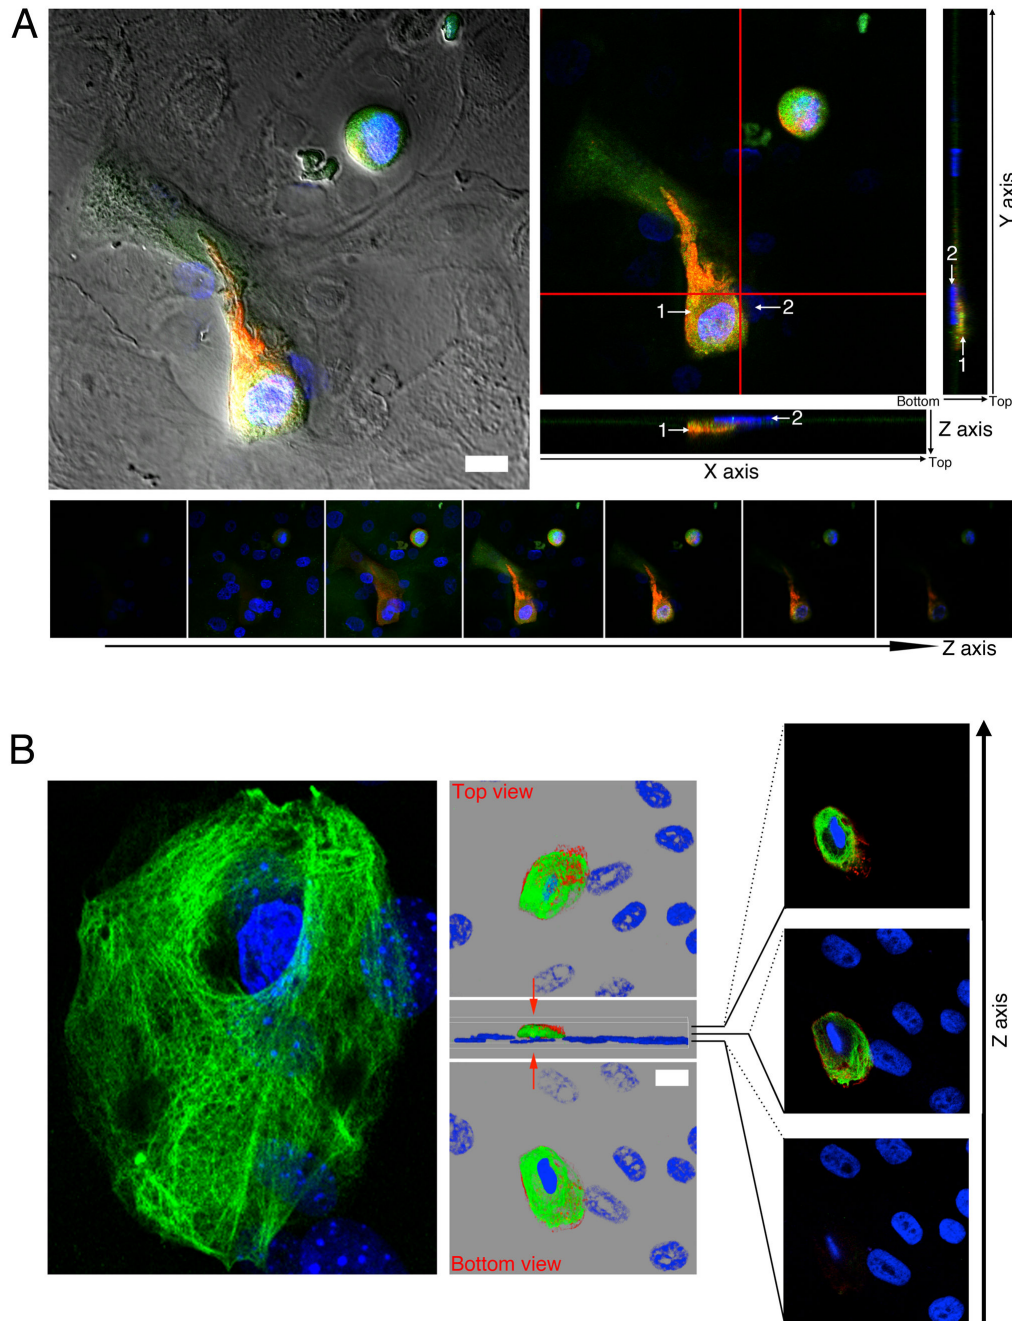 A
1
2
2
1
Y axis
Bottom
Top
1
2
Z axis
Top
X axis
Z axis
B
Top view
Bottom view
Z axis